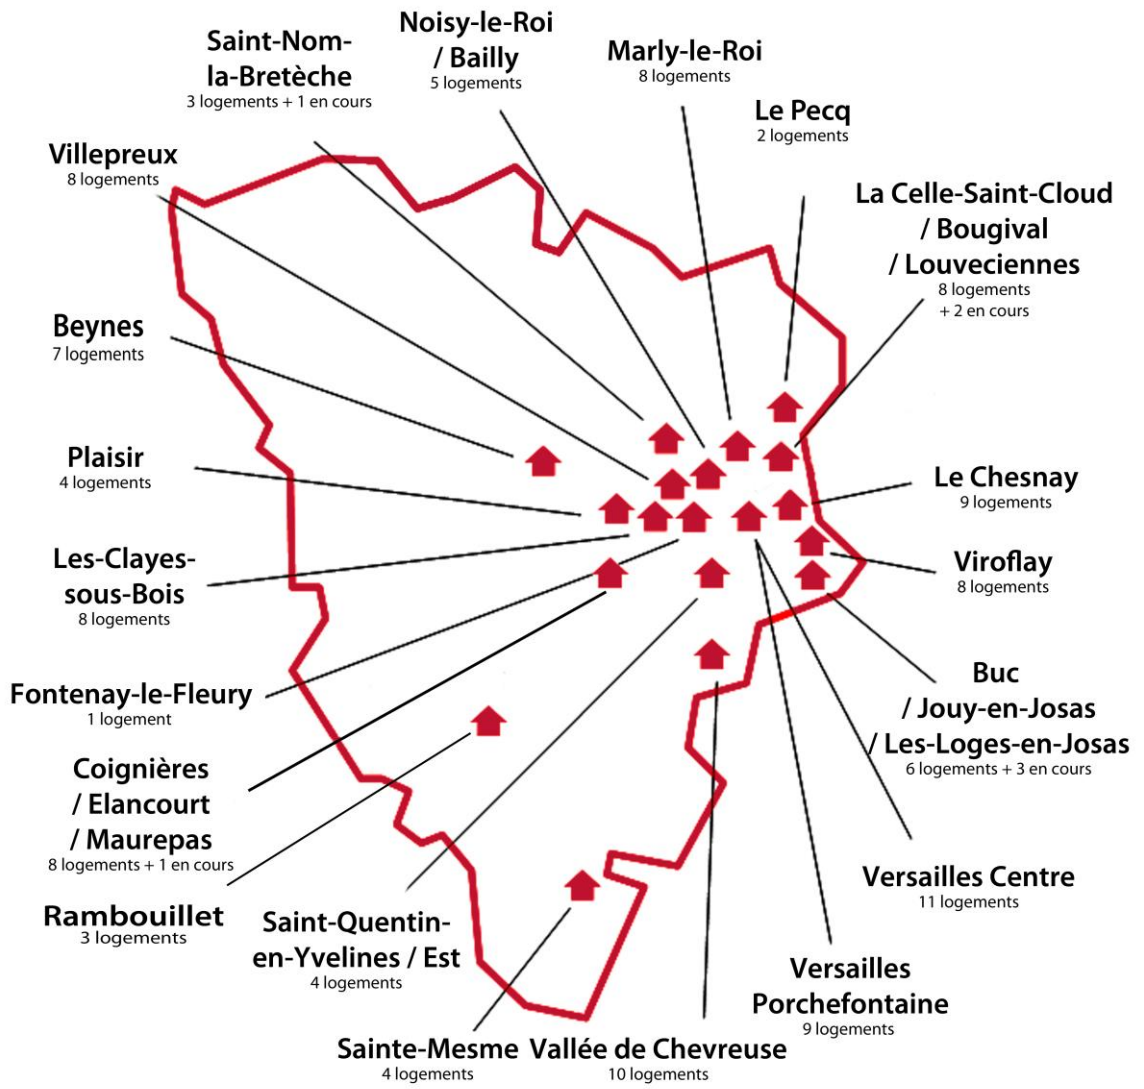 Saint-Nom-
la-Bretèche
3 logements + 1 en cours
Noisy-le-Roi
/ Bailly
5 logements
Marly-le-Roi
8 logements
Le Pecq
2 logements
Villepreux
8 logements
La Celle-Saint-Cloud
/ Bougival
/ Louveciennes
8 logements
+ 2 en cours
Beynes
7 logements
Plaisir
4 logements
Le Chesnay
9 logements
Les-Clayes-
sous-Bois
8 logements
Viroflay
8 logements
Fontenay-le-Fleury
1 logement
Buc
/ Jouy-en-Josas
/ Les-Loges-en-Josas
6 logements + 3 en cours
Coignières
/ Elancourt
/ Maurepas
8 logements + 1 en cours
Versailles Centre
11 logements
Rambouillet
3 logements
Saint-Quentin-
en-Yvelines / Est
4 logements
Versailles
Porchefontaine
9 logements
Sainte-Mesme
4 logements
Vallée de Chevreuse
10 logements